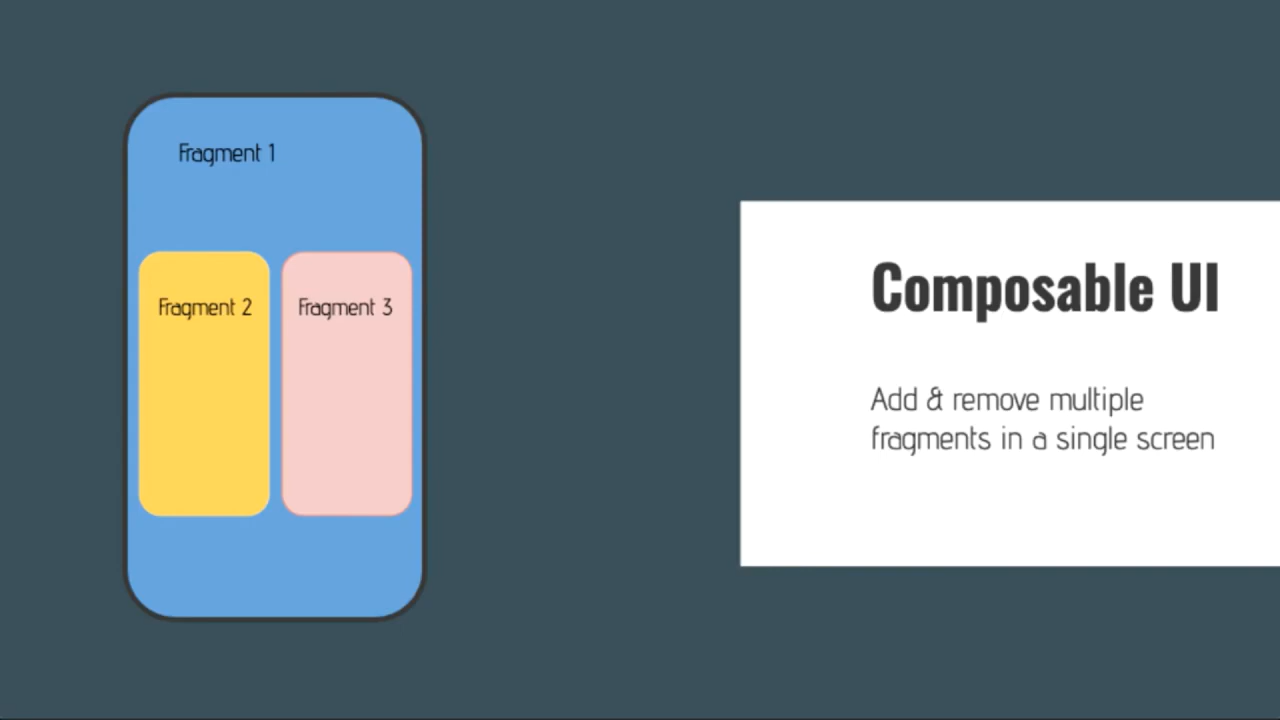 Fragment 1
Fragment 2
Fragment 3
Composable UI
Add & remove multiple
fragments in a single screen